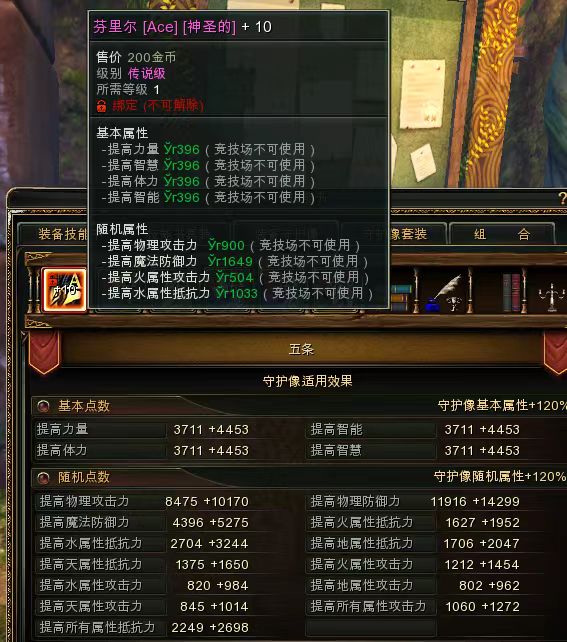 芬里尔 [Ace] [神圣的] + 10
售价 200金币
级别 传说级
所需等级 1
绑定 (不可解除)
基本属性
-提高力量 Ўr396 ( 竞技场不可使用 )
-提高智慧 Ўr396 ( 竞技场不可使用 )
-提高体力 Ўr396 ( 竞技场不可使用 )
-提高智能 Ўr396 ( 竞技场不可使用 )
随机属性
-提高物理攻击力 Ўr900 ( 竞技场不可使用 )
-提高魔法防御力 Ўr1649 ( 竞技场不可使用 )
-提高火属性攻击力 Ўr504 ( 竞技场不可使用 )
-提高水属性抵抗力 Ўr1033 ( 竞技场不可使用 )
?
装备技能
像套装
组 合
五条
守护像适用效果
基本点数 守护像基本属性+120%
提高力量 3711 +4453 提高智能 3711 +4453
提高体力 3711 +4453 提高智慧 3711 +4453
随机点数 守护像随机属性+120%
提高物理攻击力 8475 +10170 提高物理防御力 11916 +14299
提高魔法防御力 4396 +5275 提高火属性抵抗力 1627 +1952
提高水属性抵抗力 2704 +3244 提高地属性抵抗力 1706 +2047
提高天属性抵抗力 1375 +1650 提高火属性攻击力 1212 +1454
提高水属性攻击力 820 +984 提高地属性攻击力 802 +962
提高天属性攻击力 845 +1014 提高所有属性攻击力 1060 +1272
提高所有属性抵抗力 2249 +2698